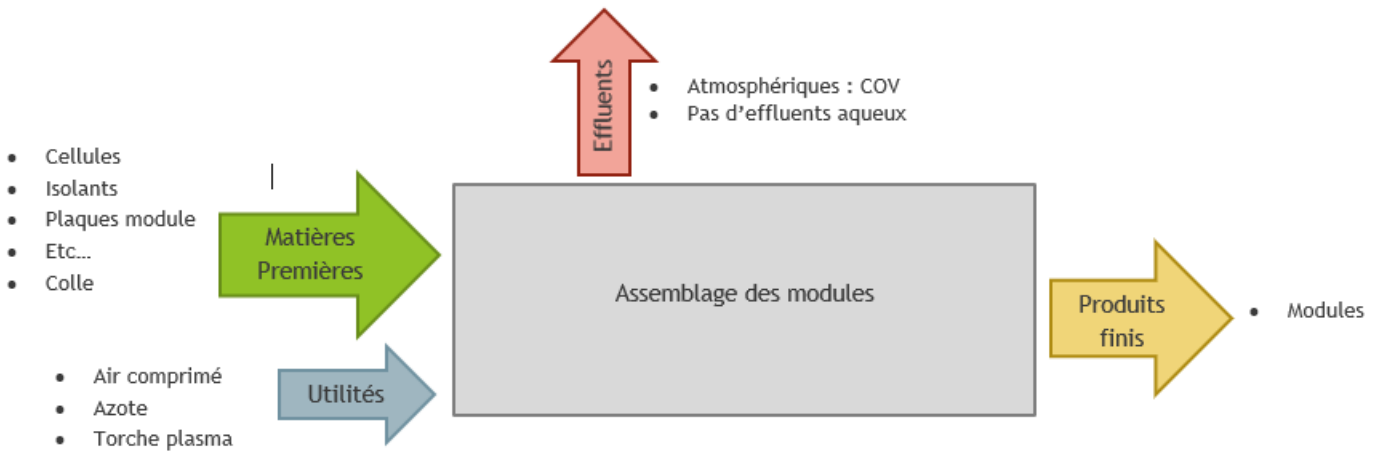 Effluents
• Atmosphériques : COV
• Pas d’effluents aqueux
• Cellules
• Isolants
• Plaques module
• Etc…
• Colle
Matières
Premières
Assemblage des modules
Produits
finis
• Modules
• Air comprimé
• Azote
• Torche plasma
Utilités